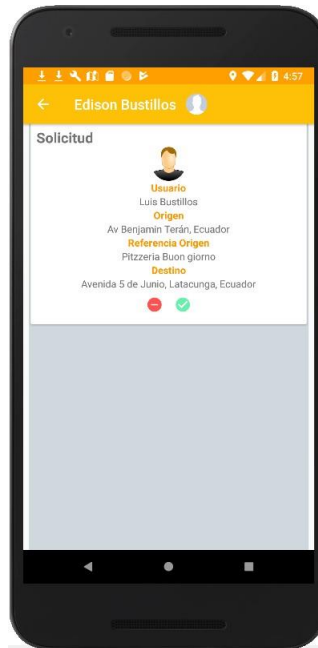 4:57
Edison Bustillos
Solicitud
Usuario
Luis Bustillos
Origen
Av Benjamin Terán, Ecuador
Referencia Origen
Pitzzeria Buon giorno
Destino
Avenida 5 de Junio, Latacunga, Ecuador